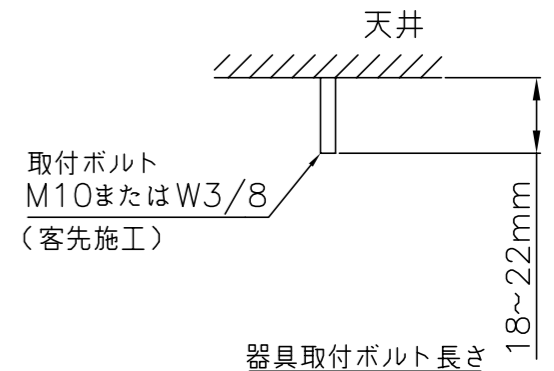 天井
取付ボルト
M10またはW3/8
（客先施工）
18~22mm
器具取付ボルト長さ